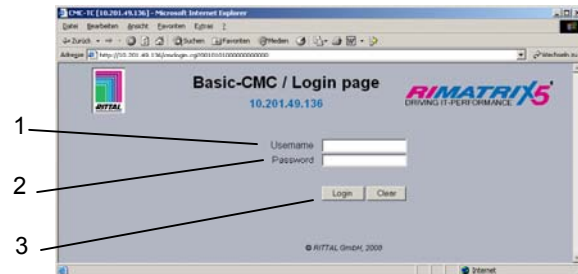 CMC-TC [10.201.49.136] - Microsoft Internet Explorer
Datei Bearbeiten Ansicht Favoriten Extras ?
Zurück Suchen Favoriten Medien
Adresse Wechseln zu
RITTAL
Basic-CMC / Login page
10.201.49.136
RIMATRIX5
DRIVING IT-PERFORMANCE
1
Username
2
Password
3
Login Clear
© RITTAL GmbH, 2008
Internet